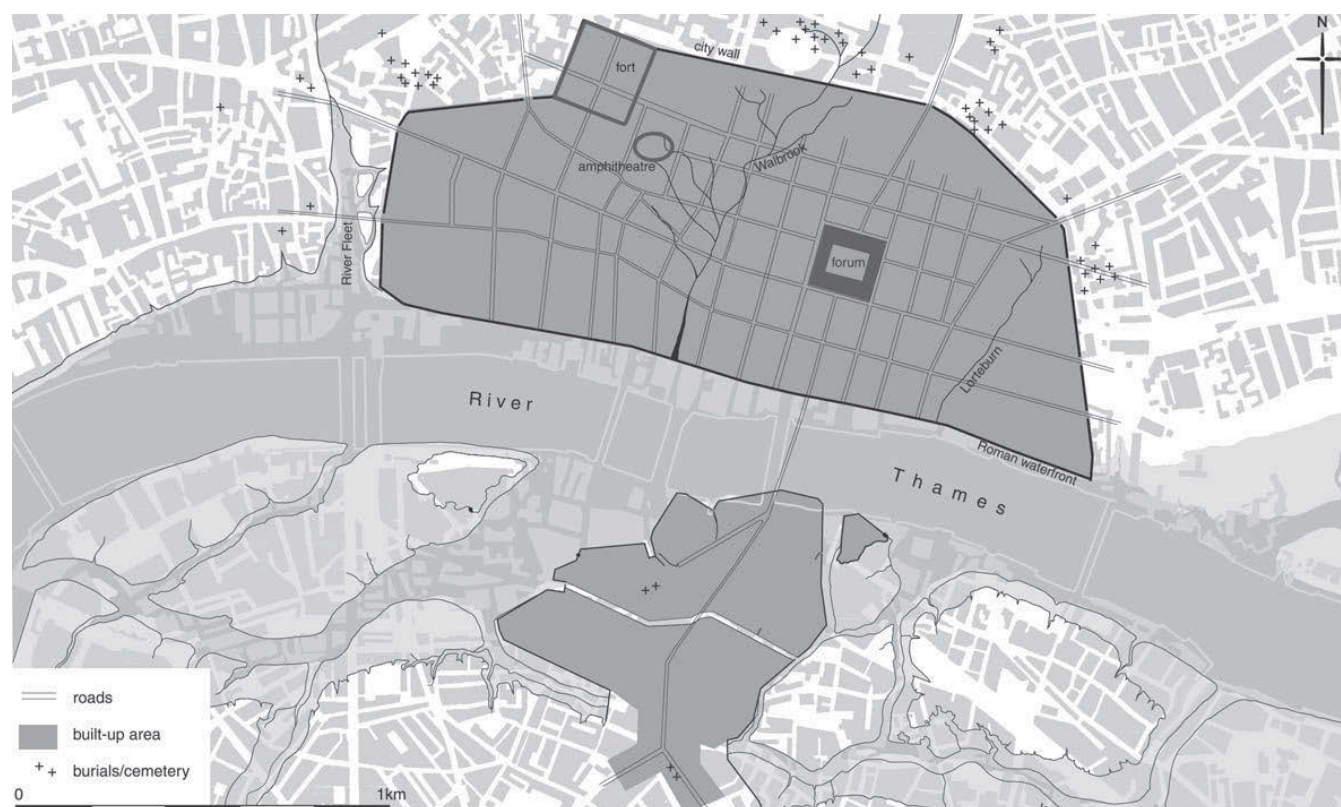 N
city wall
fort
Walbrook
amphitheatre
River Fleet
forum
Lorteburn
River
Roman waterfront
Thames
roads
built-up area
burials/cemetery
0
1km